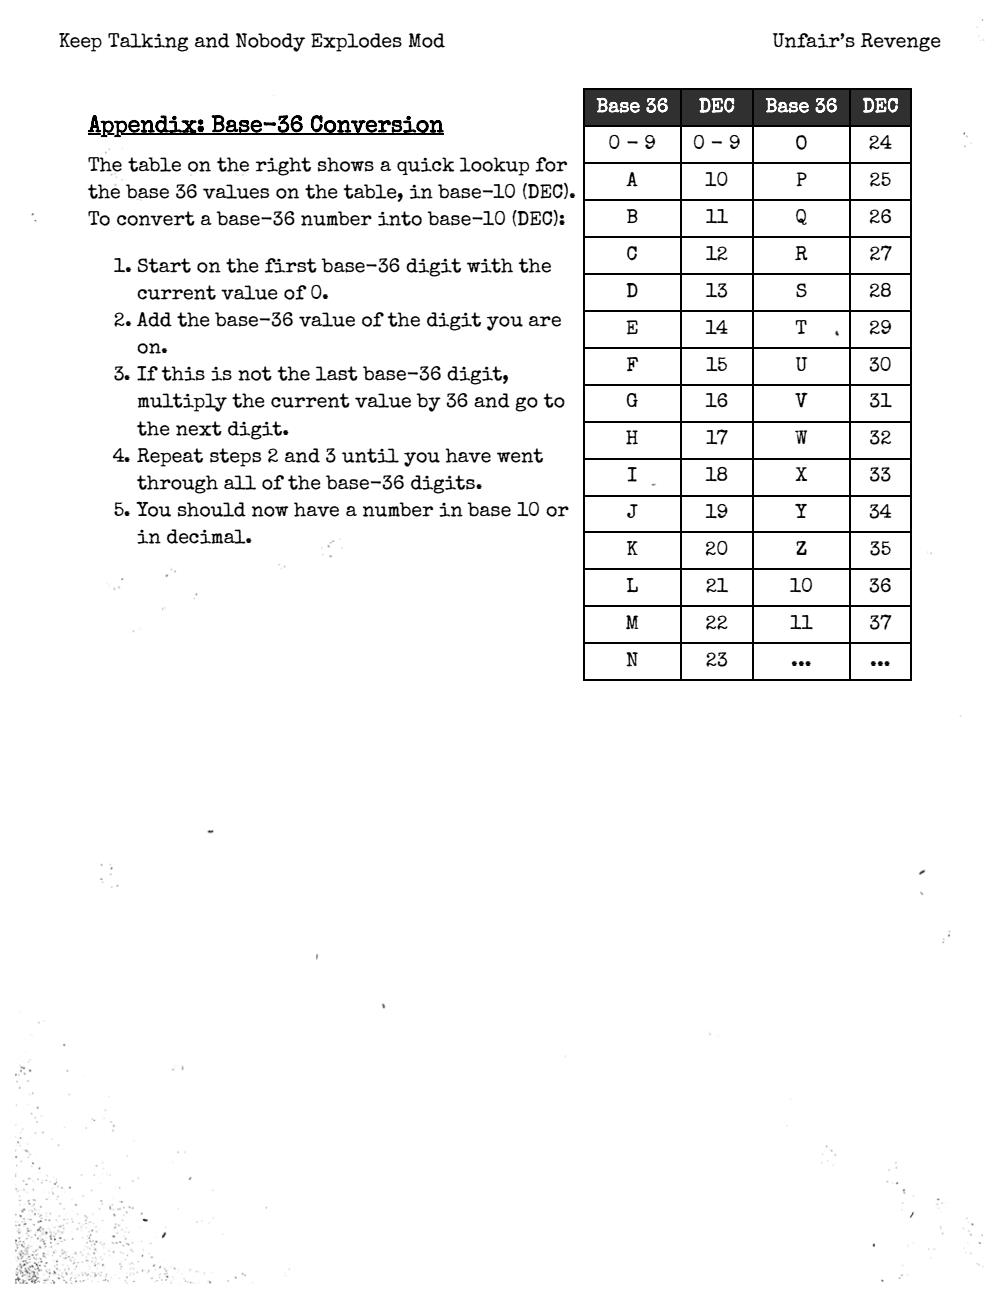 Keep Talking and Nobody Explodes Mod
Unfair's Revenge
Appendix: Base-36 Conversion
The table on the right shows a quick lookup for
the base 36 values on the table, in base-10 (DEC).
To convert a base-36 number into base-10 (DEC):
1. Start on the first base-36 digit with the
current value of 0.
2. Add the base-36 value of the digit you are
on.
3. If this is not the last base-36 digit,
multiply the current value by 36 and go to
the next digit.
4. Repeat steps 2 and 3 until you have went
through all of the base-36 digits.
5. You should now have a number in base 10 or
in decimal.
Base 36 DEC Base 36 DEC
0 - 9 0 - 9 O 24
A 10 P 25
B 11 Q 26
C 12 R 27
D 13 S 28
E 14 T 29
F 15 U 30
G 16 V 31
H 17 W 32
I 18 X 33
J 19 Y 34
K 20 Z 35
L 21 10 36
M 22 11 37
N 23 ... ...